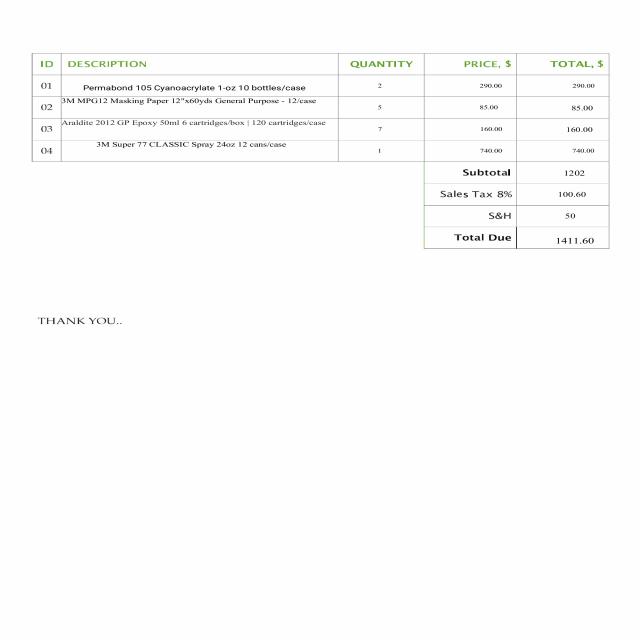 ID DESCRIPTION QUANTITY PRICE, $ TOTAL, $
01 Permabond 105 Cyanoacrylate 1-oz 10 bottles/case 2 290.00 290.00
02 3M MPG12 Masking Paper 12"x60yds General Purpose - 12/case 5 85.00 85.00
03 Araldite 2012 GP Epoxy 50ml 6 cartridges/box | 120 cartridges/case 7 160.00 160.00
04 3M Super 77 CLASSIC Spray 24oz 12 cans/case 1 740.00 740.00
Subtotal 1202
Sales Tax 8% 100.60
S&H 50
Total Due 1411.60
THANK YOU..